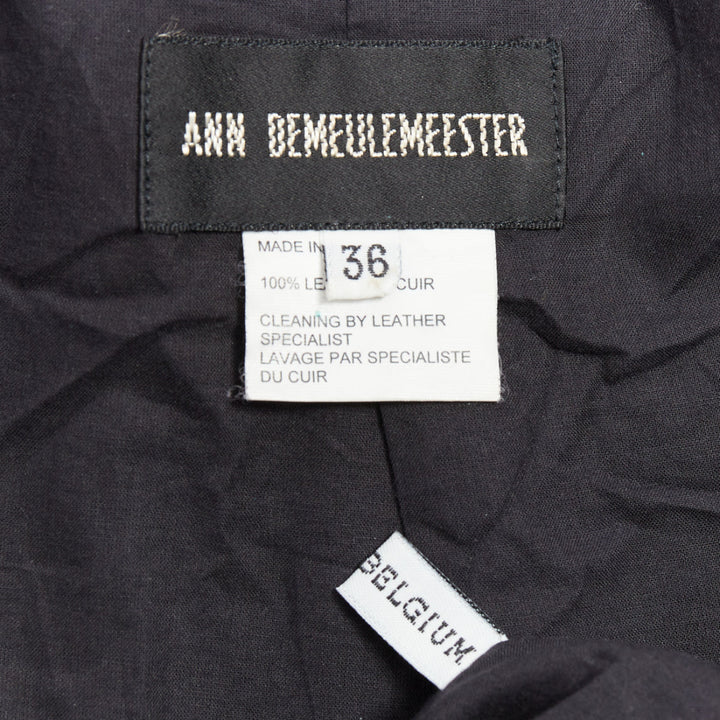 ANN DEMEULEMEESTER
MADE IN
36
100% LE CUIR
CLEANING BY LEATHER
SPECIALIST
LAVAGE PAR SPECIALISTE
DU CUIR
BELGIUM